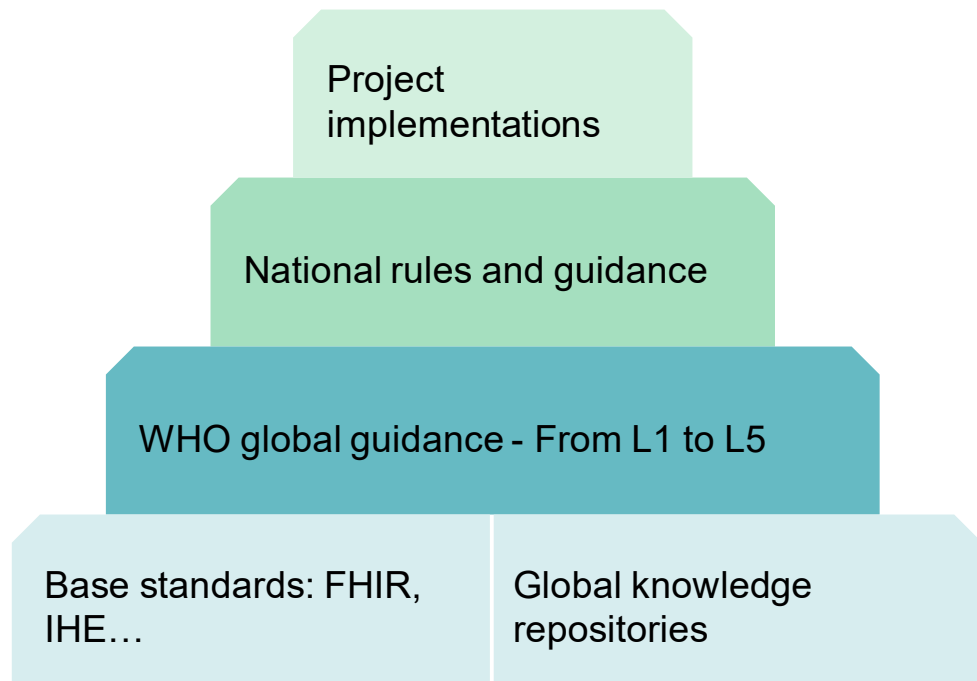 Project
implementations
National rules and guidance
WHO global guidance - From L1 to L5
Base standards: FHIR,
IHE…
Global knowledge
repositories